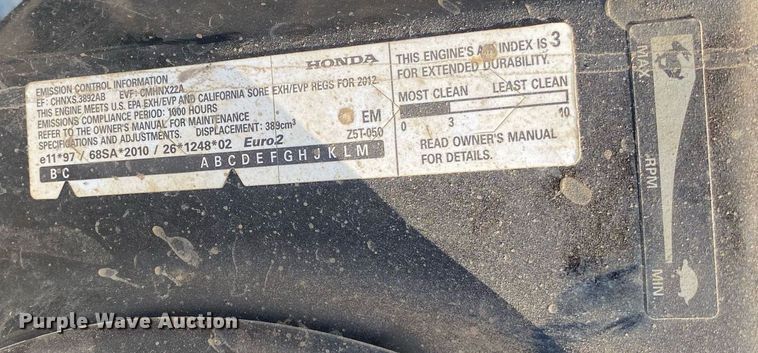 EMISSION CONTROL INFORMATION
HONDA
EF: CHNXS.3892AB EVF: CMHNX22A
THIS ENGINE MEETS U.S. EPA EXH/EVP AND CALIFORNIA SORE EXH/EVP REGS FOR 2012.
EMISSIONS COMPLIANCE PERIOD: 1000 HOURS
REFER TO THE OWNER'S MANUAL FOR MAINTENANCE
SPECIFICATIONS AND ADJUSTMENTS. DISPLACEMENT: 389cm³
EM
Z5T-050
e11*97 / 68SA*2010 / 26*1248*02 Euro2
B°C
A B C D E F G H J K L M
THIS ENGINE'S AIR INDEX IS 3
FOR EXTENDED DURABILITY.
MOST CLEAN LEAST CLEAN
0 3 10
READ OWNER'S MANUAL
FOR DETAILS.
MAX.
RPM
MIN.
Purple Wave Auction